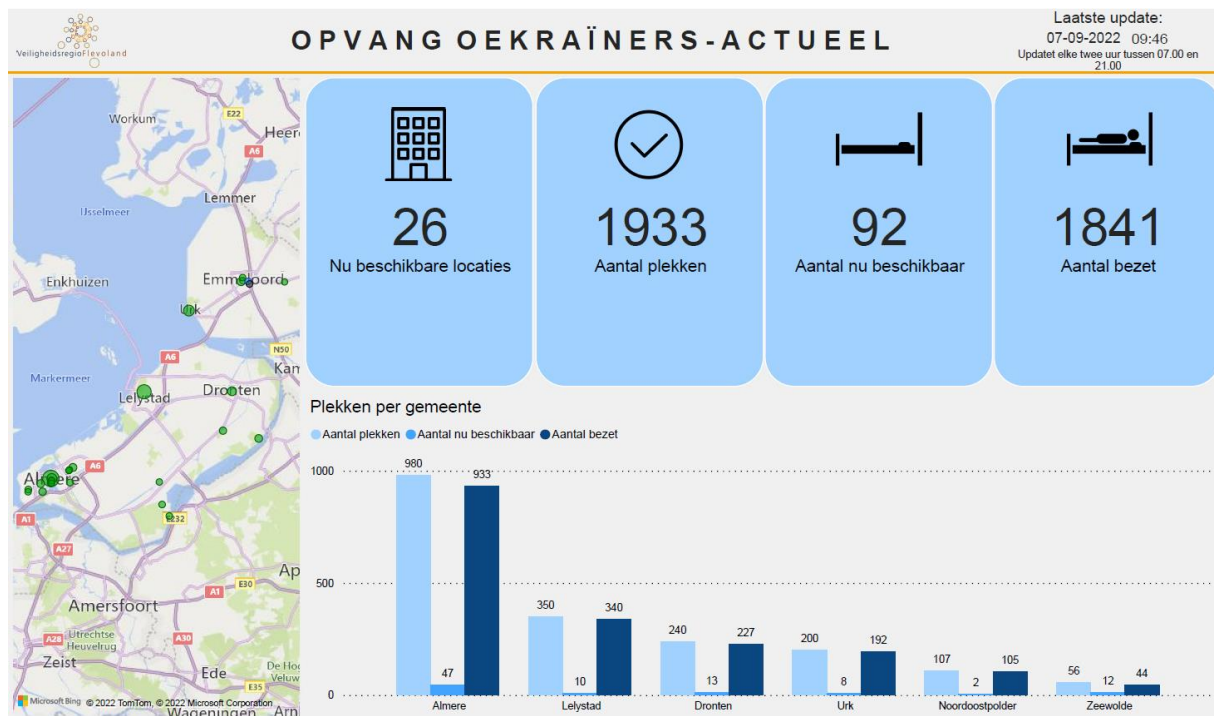 VeiligheidsregioFlevoland
OPVANG OEKRAÏNERS-ACTUEEL
Laatste update:
07-09-2022 09:46
Updatet elke twee uur tussen 07.00 en
21.00
Workum
E22
Heer
A6
Lemmer
IJsselmeer
Enkhuizen
Emmeloord
Urk
N50
A6
Kam
Markermeer
Lelystad
Dronten
A6
Almere
A1
E232
A27
Ap
E30
A1
Amersfoort
A28
Utrechtse
Heuvelrug
A30
Zeist
Ede
De Hog
Veluw
E35
Microsoft Bing © 2022 TomTom, © 2022 Microsoft Corporation
Wageningen
Arn
26
Nu beschikbare locaties
1933
Aantal plekken
92
Aantal nu beschikbaar
1841
Aantal bezet
Plekken per gemeente
Aantal plekken Aantal nu beschikbaar Aantal bezet
1000
500
0
980
47
933
350
10
340
240
13
227
200
8
192
107
2
105
56
12
44
Almere Lelystad Dronten Urk Noordoostpolder Zeewolde